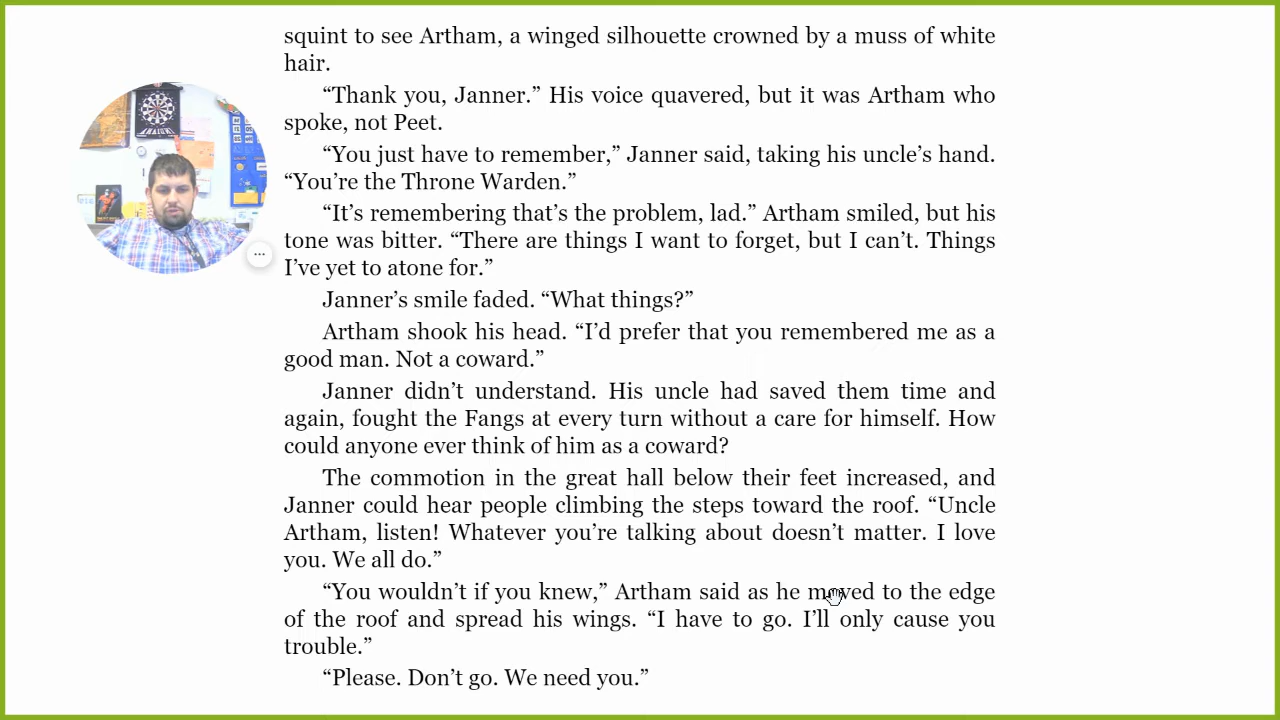 squint to see Artham, a winged silhouette crowned by a muss of white
hair.
“Thank you, Janner.” His voice quavered, but it was Artham who
spoke, not Peet.
“You just have to remember,” Janner said, taking his uncle’s hand.
“You’re the Throne Warden.”
“It’s remembering that’s the problem, lad.” Artham smiled, but his
tone was bitter. “There are things I want to forget, but I can’t. Things
I’ve yet to atone for.”
Janner’s smile faded. “What things?”
Artham shook his head. “I’d prefer that you remembered me as a
good man. Not a coward.”
Janner didn’t understand. His uncle had saved them time and
again, fought the Fangs at every turn without a care for himself. How
could anyone ever think of him as a coward?
The commotion in the great hall below their feet increased, and
Janner could hear people climbing the steps toward the roof. “Uncle
Artham, listen! Whatever you’re talking about doesn’t matter. I love
you. We all do.”
“You wouldn’t if you knew,” Artham said as he moved to the edge
of the roof and spread his wings. “I have to go. I’ll only cause you
trouble.”
“Please. Don’t go. We need you.”